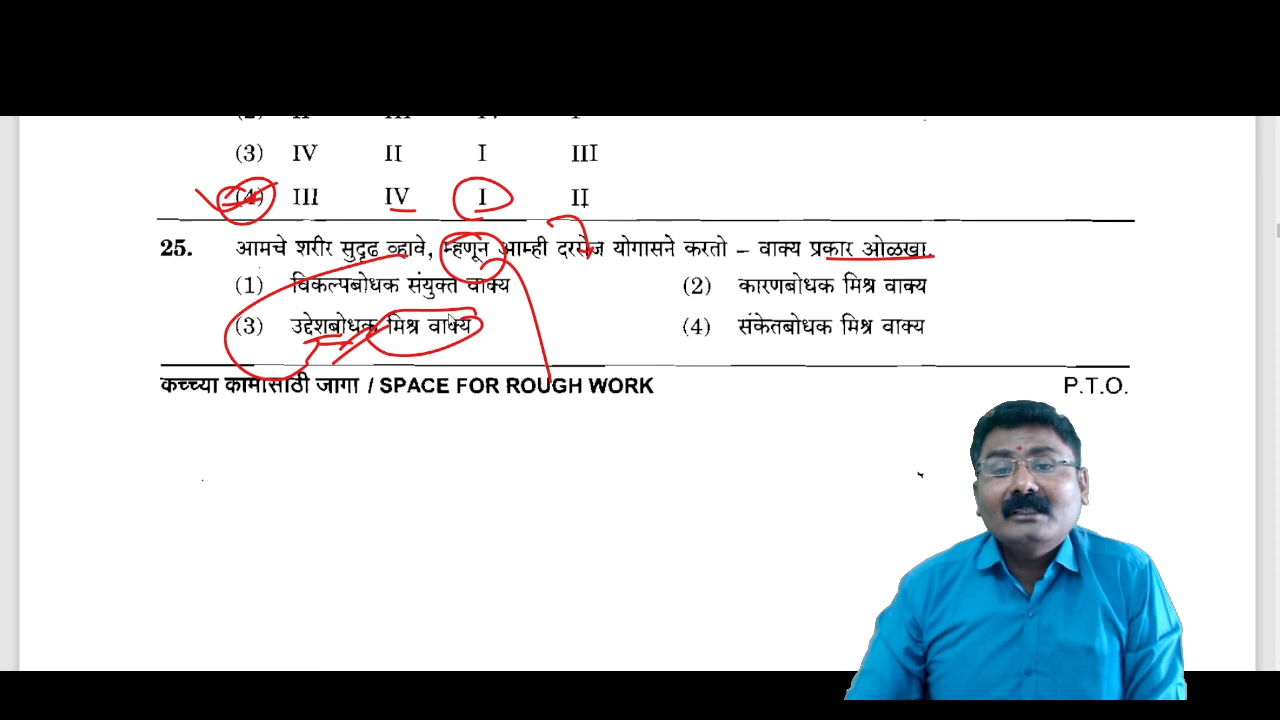 (3) IV II I III
(4) III IV I II
25. आमचे शरीर सुदृढ व्हावे, म्हणून आम्ही दररोज योगासने करतो – वाक्य प्रकार ओळखा.
(1) विकल्पबोधक संयुक्त वाक्य (2) कारणबोधक मिश्र वाक्य
(3) उद्देशबोधक मिश्र वाक्य (4) संकेतबोधक मिश्र वाक्य
कच्च्या कामासाठी जागा / SPACE FOR ROUGH WORK P.T.O.